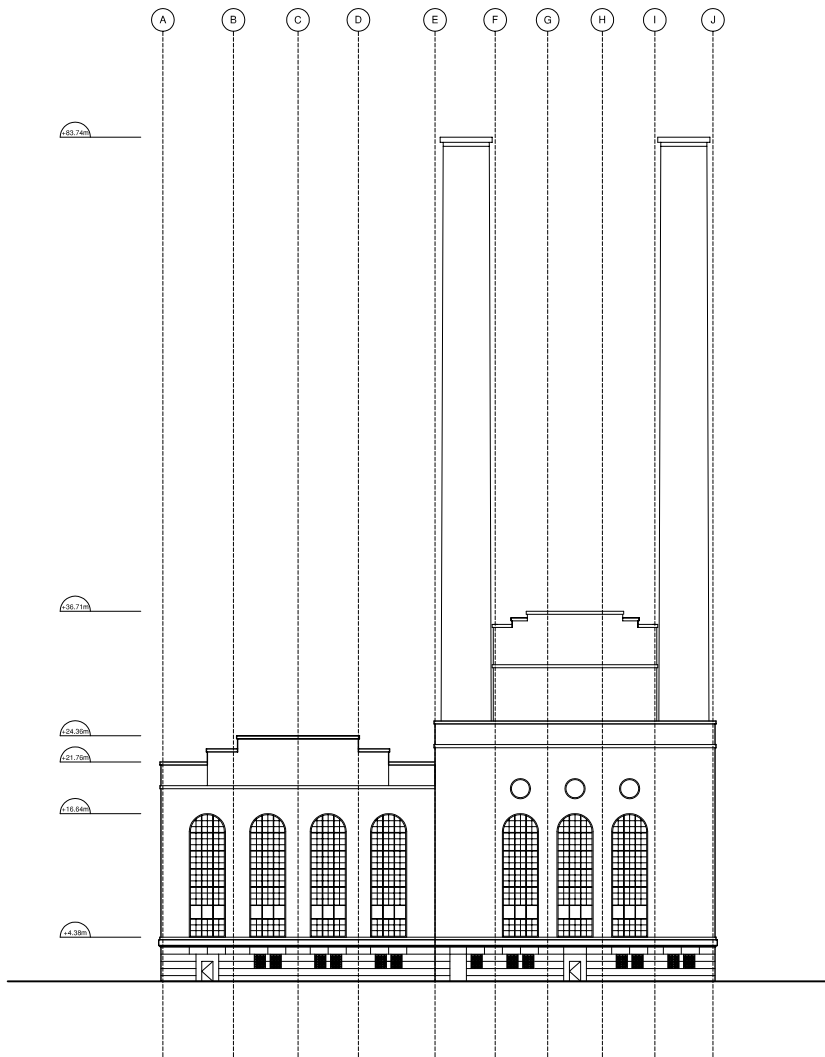 A B C D E F G H I J
+83.74m
+36.71m
+24.36m
+21.76m
+16.64m
+4.38m